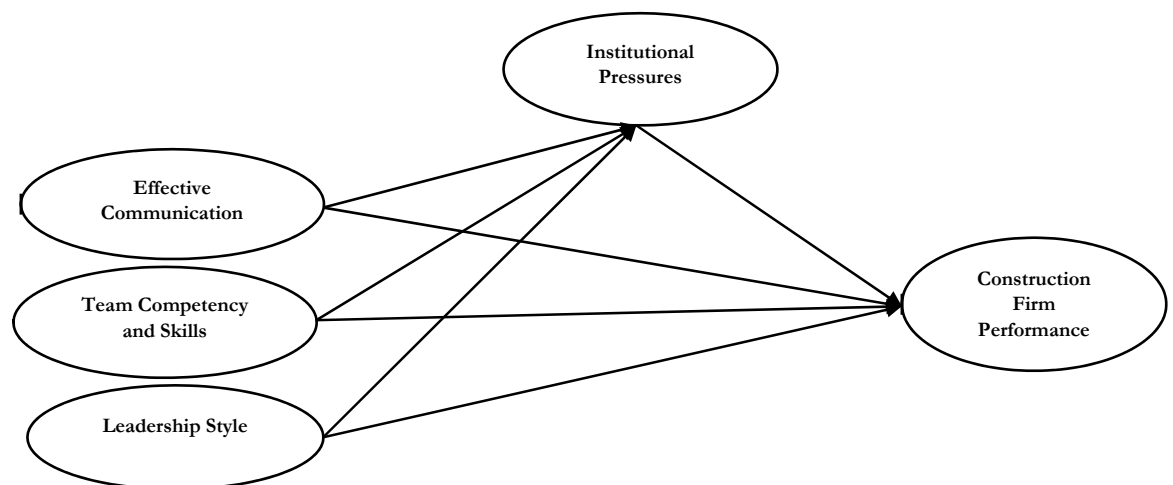 Institutional
Pressures
Effective
Communication
Team Competency
and Skills
Leadership Style
Construction
Firm
Performance